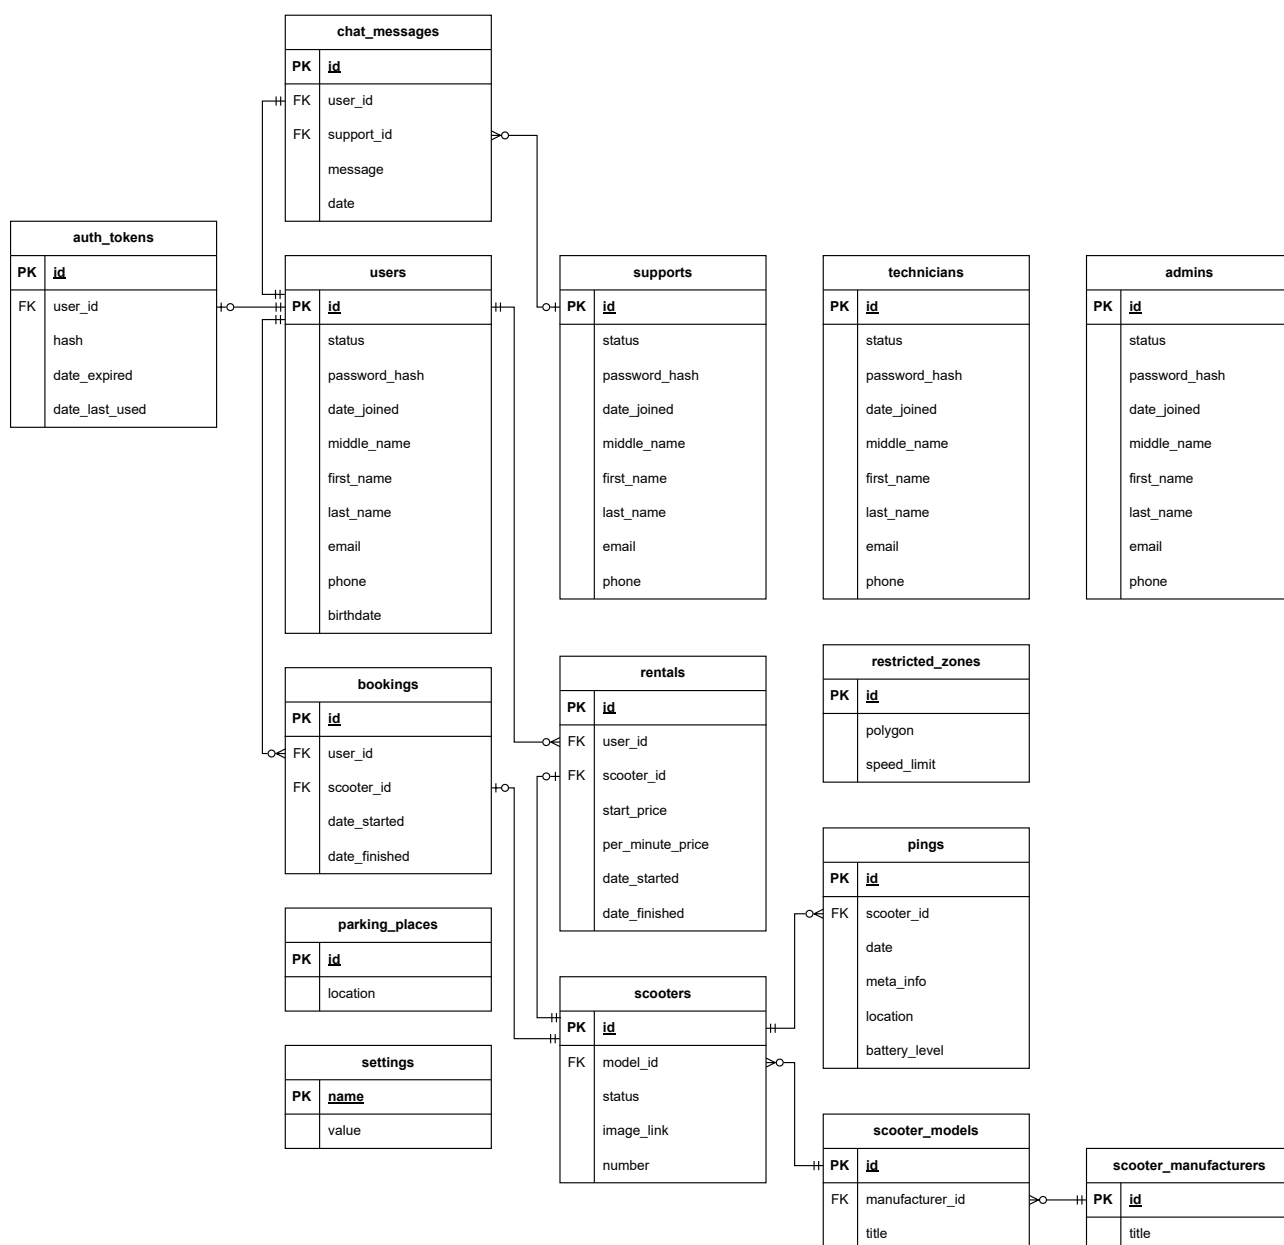 chat_messages
PK id
FK user_id
FK support_id
message
date
auth_tokens
PK id
FK user_id
hash
date_expired
date_last_used
users
PK id
status
password_hash
date_joined
middle_name
first_name
last_name
email
phone
birthdate
supports
PK id
status
password_hash
date_joined
middle_name
first_name
last_name
email
phone
technicians
PK id
status
password_hash
date_joined
middle_name
first_name
last_name
email
phone
admins
PK id
status
password_hash
date_joined
middle_name
first_name
last_name
email
phone
bookings
PK id
FK user_id
FK scooter_id
date_started
date_finished
rentals
PK id
FK user_id
FK scooter_id
start_price
per_minute_price
date_started
date_finished
restricted_zones
PK id
polygon
speed_limit
pings
PK id
FK scooter_id
date
meta_info
location
battery_level
parking_places
PK id
location
settings
PK name
value
scooters
PK id
FK model_id
status
image_link
number
scooter_models
PK id
FK manufacturer_id
title
scooter_manufacturers
PK id
title